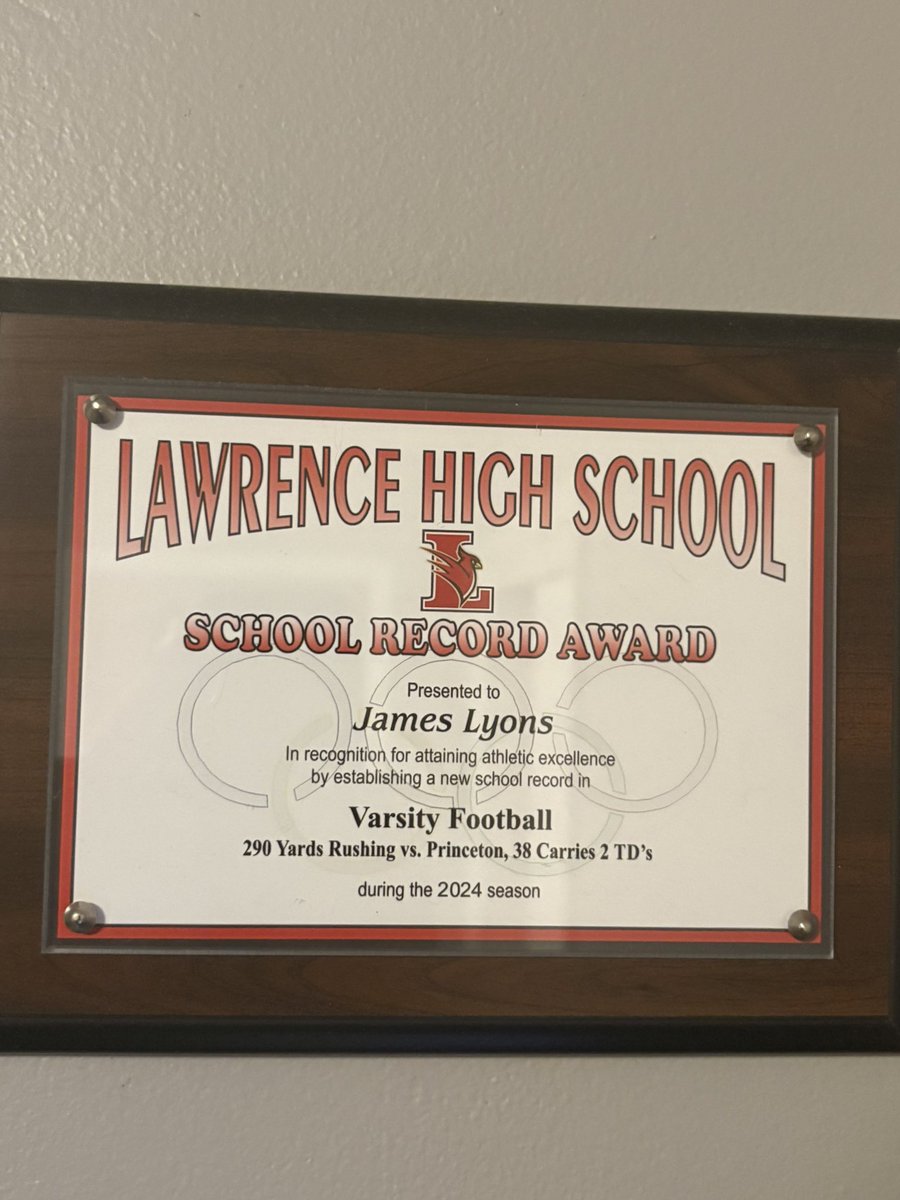 LAWRENCE HIGH SCHOOL
L
SCHOOL RECORD AWARD
Presented to
James Lyons
In recognition for attaining athletic excellence
by establishing a new school record in
Varsity Football
290 Yards Rushing vs. Princeton, 38 Carries 2 TD's
during the 2024 season